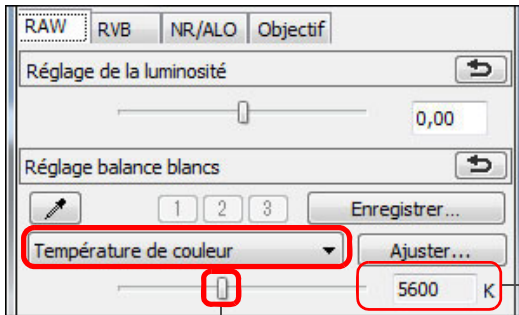 RAW RVB NR/ALO Objectif
Réglage de la luminosité
0,00
Réglage balance blancs
1 2 3 Enregistrer...
Température de couleur Ajuster...
5600 K